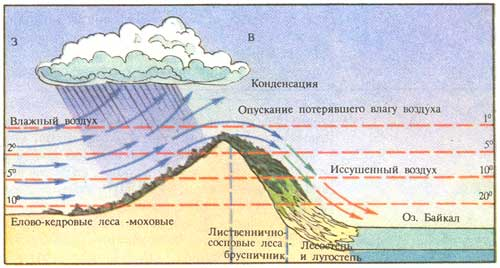 З
В
Конденсация
Влажный воздух
Опускание потерявшего влагу воздуха
1°
2°
5°
5°
Иссушенный воздух
10°
10°
20°
Елово-кедровые леса -моховые
Оз. Байкал
Лиственнично-
сосновые леса
брусничник
Лесостепь
и лугостепь